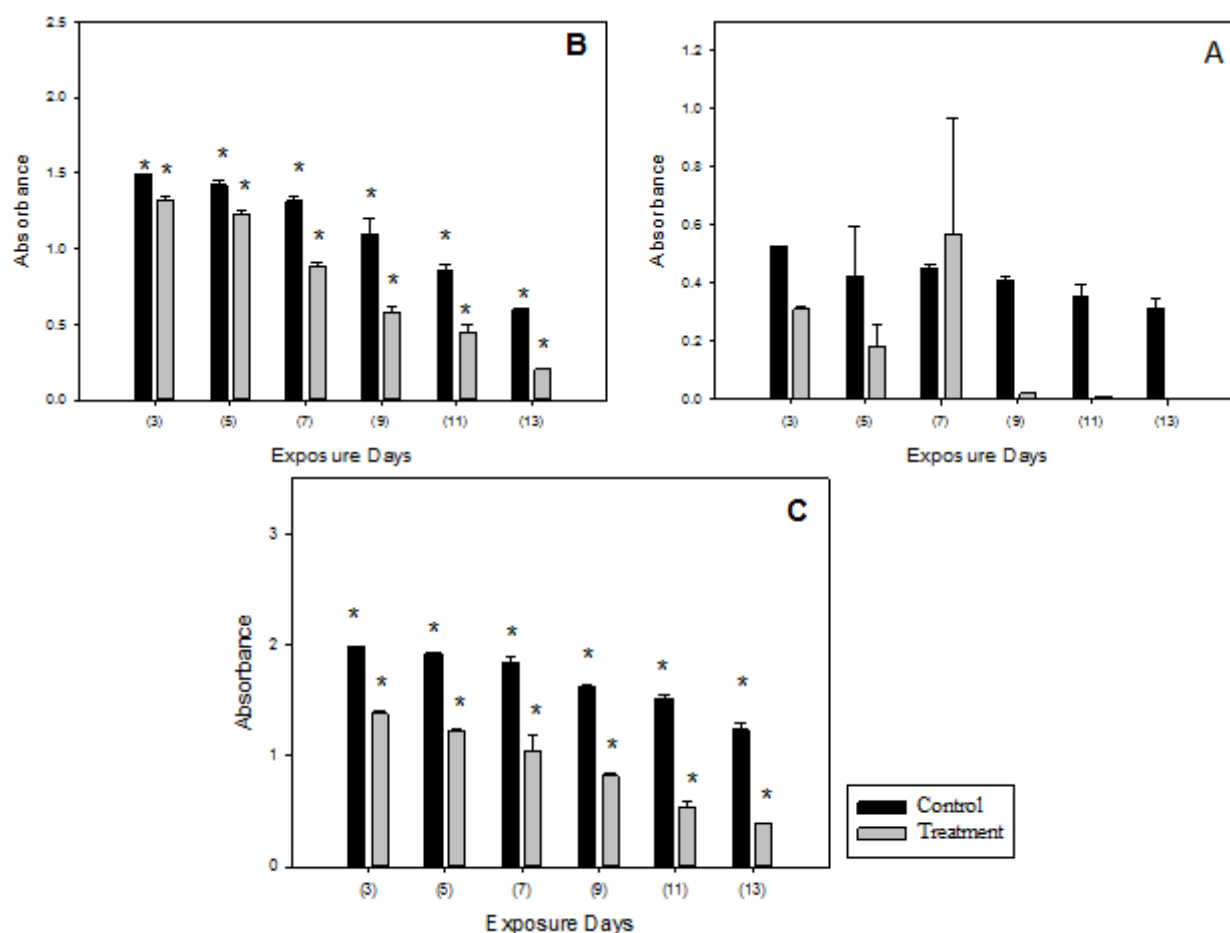 B
2.5
2.0
1.5
1.0
0.5
0.0
Absorbance
* * * * * * * * * * * *
(3) (5) (7) (9) (11) (13)
Exposure Days
A
1.2
1.0
0.8
0.6
0.4
0.2
0.0
Absorbance
(3) (5) (7) (9) (11) (13)
Exposure Days
C
3
2
1
0
Absorbance
* * * * * * * * * * * *
(3) (5) (7) (9) (11) (13)
Exposure Days
Control
Treatment